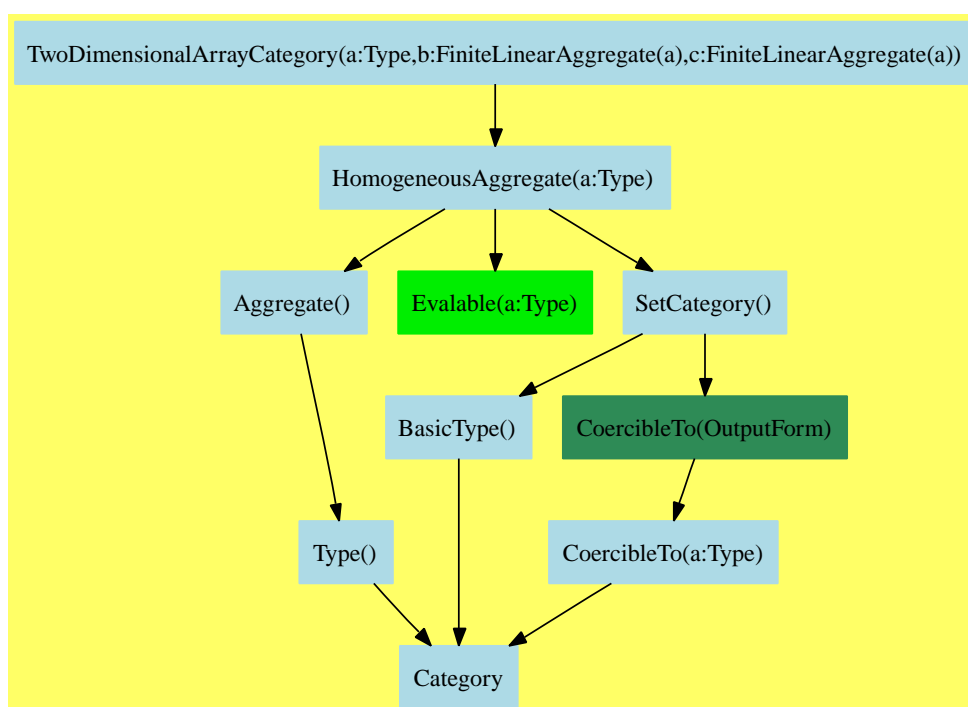 TwoDimensionalArrayCategory(a:Type,b:FiniteLinearAggregate(a),c:FiniteLinearAggregate(a))
HomogeneousAggregate(a:Type)
Aggregate()
Evalable(a:Type)
SetCategory()
BasicType()
CoercibleTo(OutputForm)
Type()
CoercibleTo(a:Type)
Category